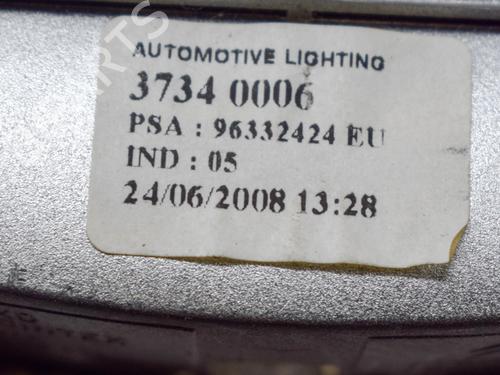 AUTOMOTIVE LIGHTING
3734 0006
PSA : 96332424 EU
IND : 05
24/06/2008 13:28